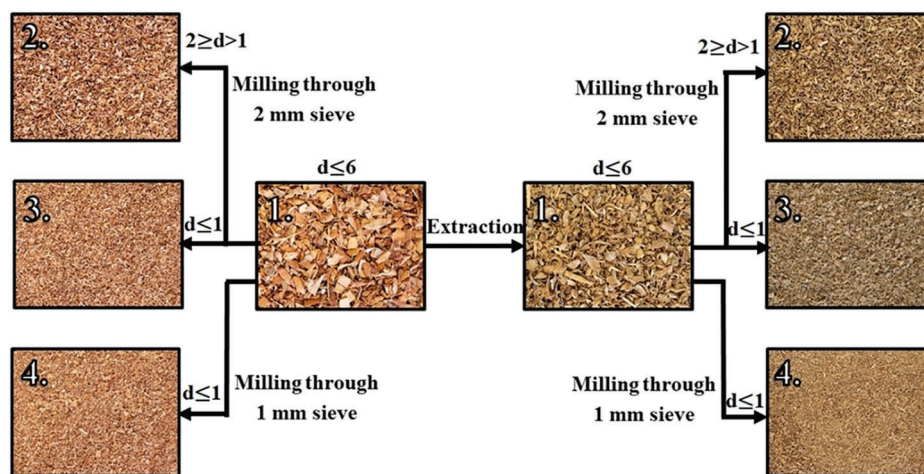 2.
2≥d>1
Milling through
2 mm sieve
3.
d≤1
4.
d≤1
Milling through
1 mm sieve
d≤6
1.
Extraction
d≤6
1.
2≥d>1
Milling through
2 mm sieve
2.
d≤1
3.
Milling through
1 mm sieve
d≤1
4.